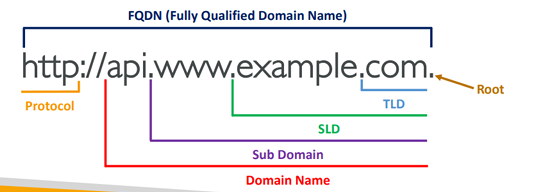 FQDN (Fully Qualified Domain Name)
http://api.www.example.com.
Root
Protocol
TLD
SLD
Sub Domain
Domain Name